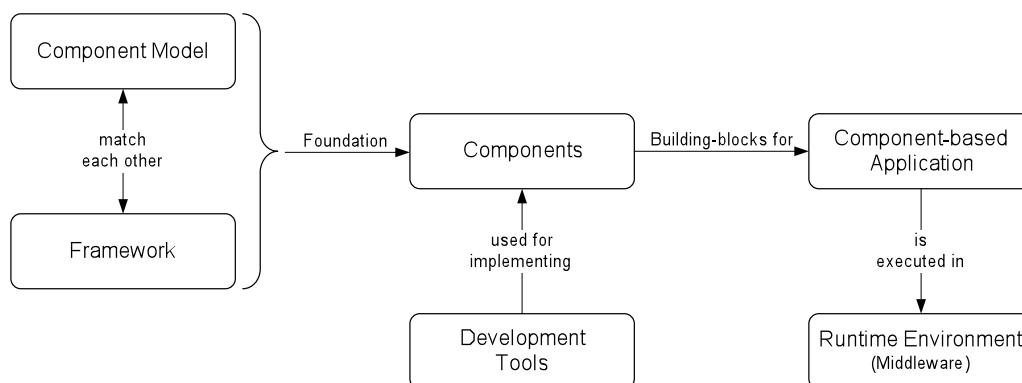 Component Model
match
each other
Framework
Foundation
Components
used for
implementing
Development
Tools
Building-blocks for
Component-based
Application
is
executed in
Runtime Environment
(Middleware)